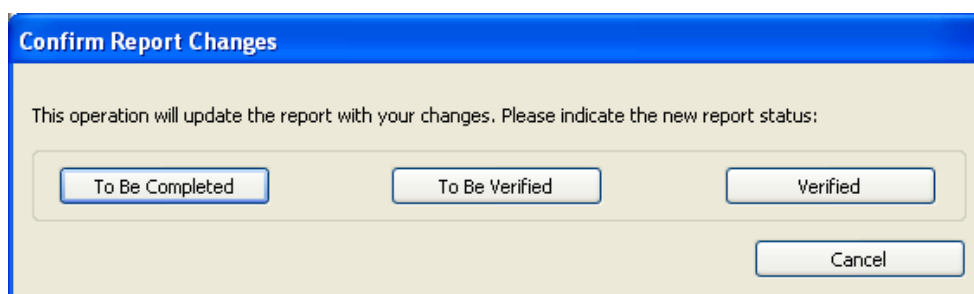 Confirm Report Changes
This operation will update the report with your changes. Please indicate the new report status:
To Be Completed
To Be Verified
Verified
Cancel